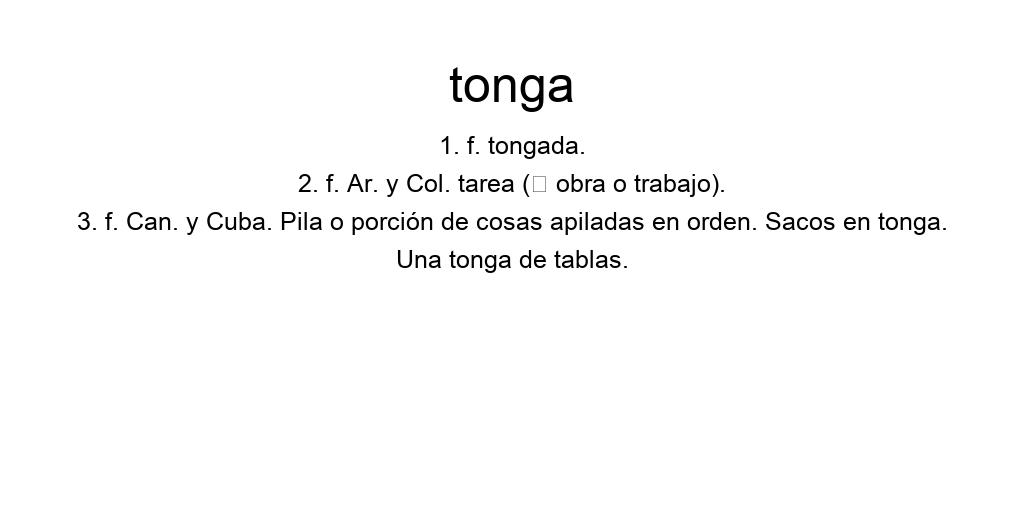 tonga
1. f. tongada.
2. f. Ar. y Col. tarea (□ obra o trabajo).
3. f. Can. y Cuba. Pila o porción de cosas apiladas en orden. Sacos en tonga.
Una tonga de tablas.